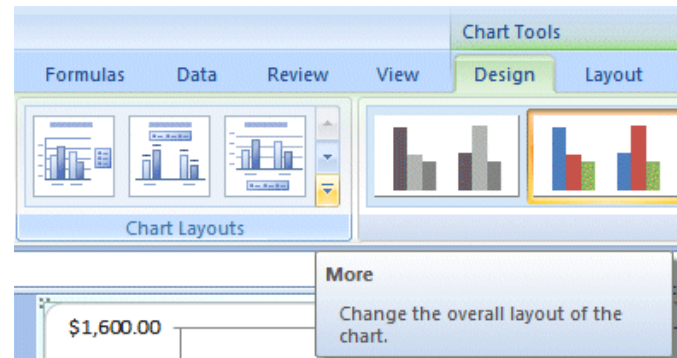 Chart Tools
Formulas Data Review View Design Layout
Chart Layouts
More
Change the overall layout of the
chart.
$1,600.00